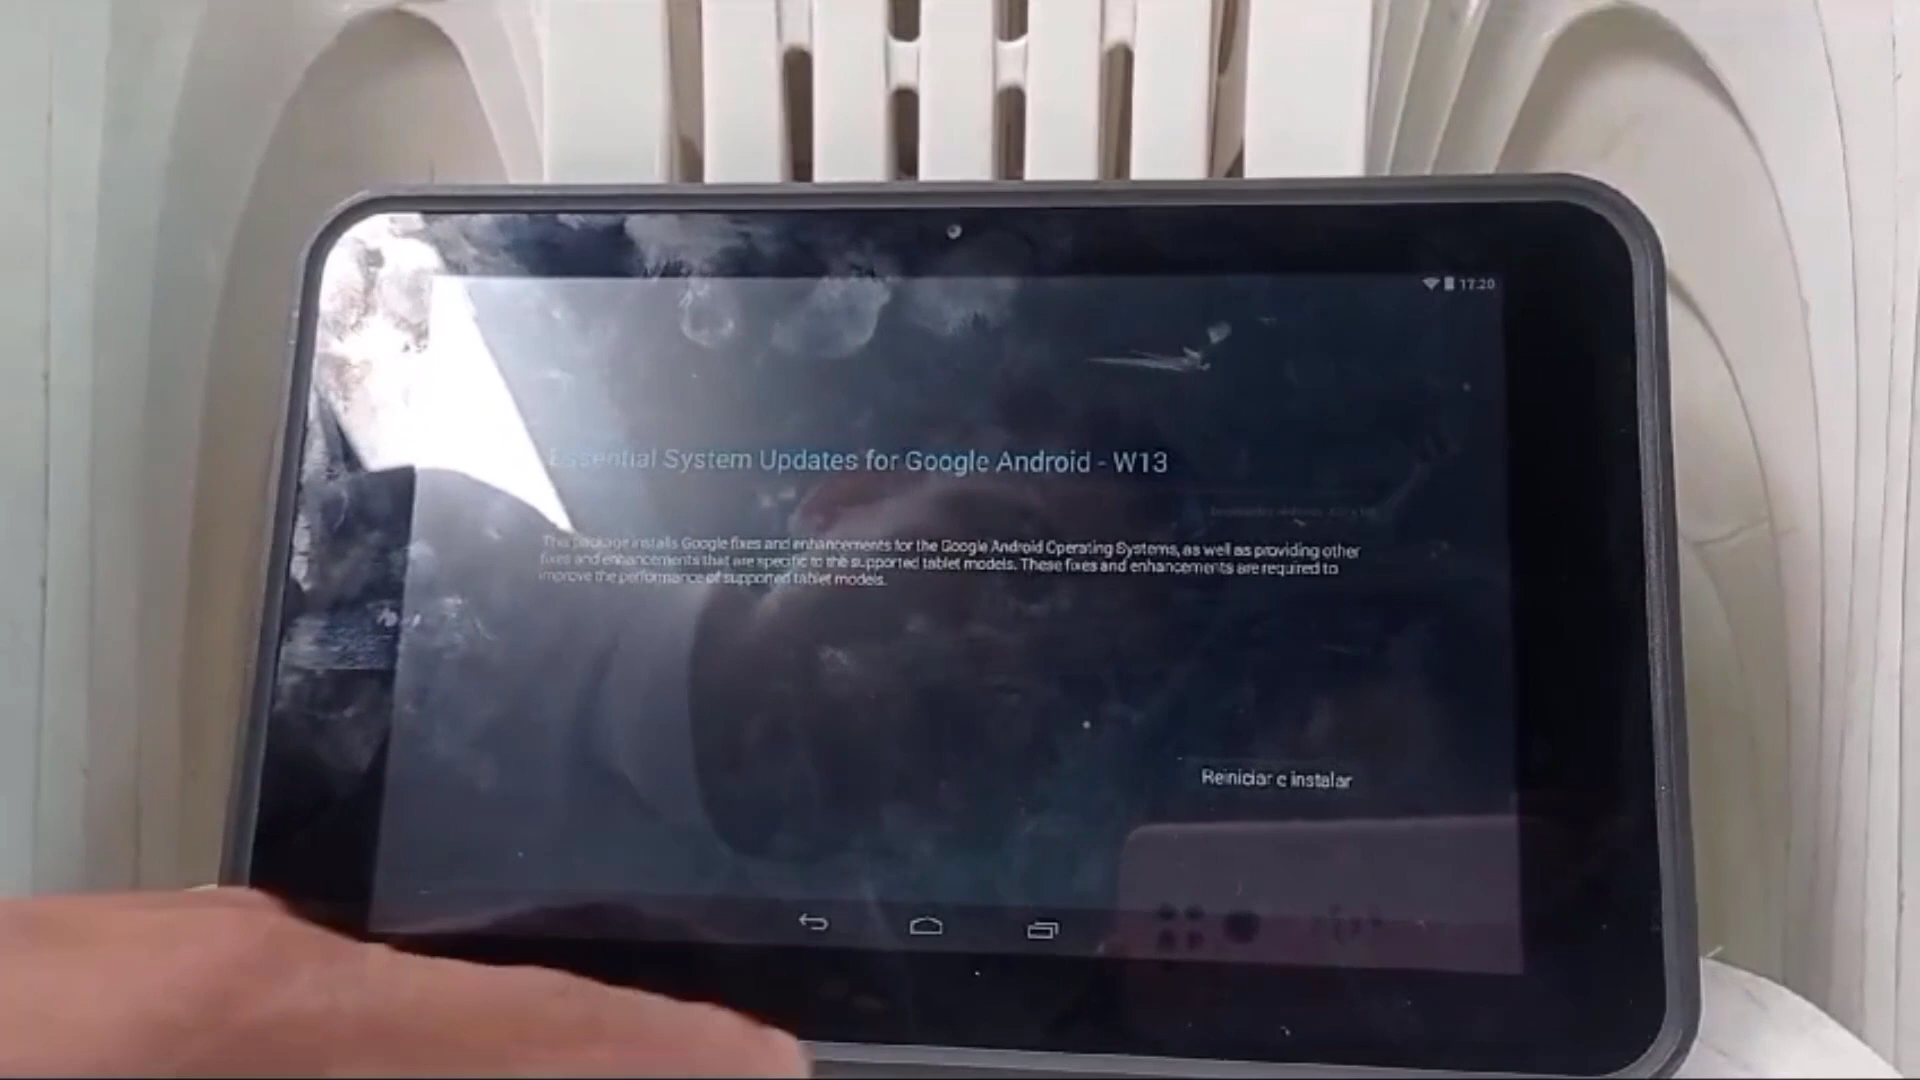 17:20
Essential System Updates for Google Android - W13
This package installs Google fixes and enhancements for the Google Android Operating Systems, as well as providing other
fixes and enhancements that are specific to the supported tablet models. These fixes and enhancements are required to
improve the performance of supported tablet models.
Reiniciar e instalar